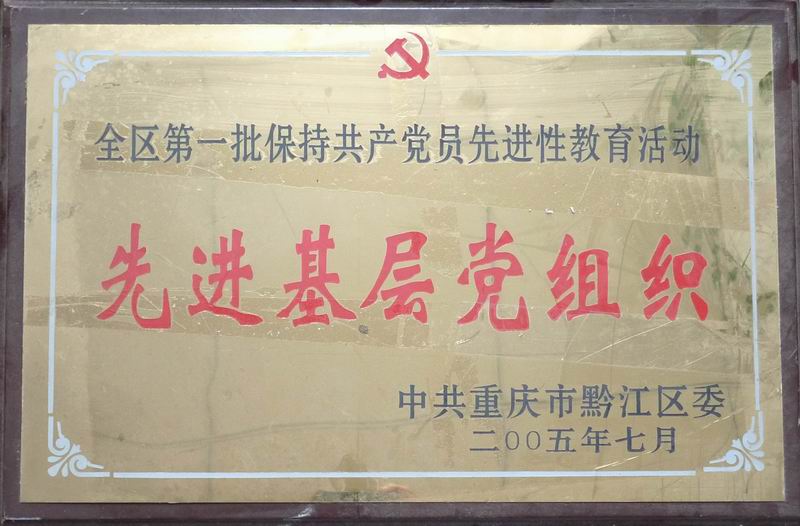 全区第一批保持共产党员先进性教育活动
先进基层党组织
中共重庆市黔江区委
二00五年七月